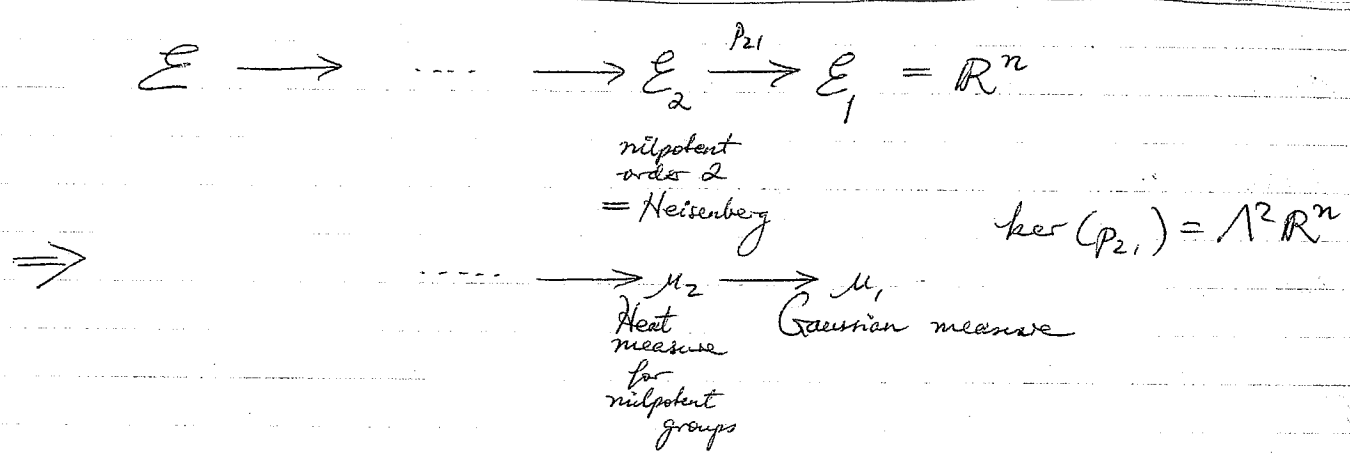 ℰ ⟶ ···· ⟶ ℰ₂ —p₂₁→ ℰ₁ = ℝⁿ
nilpotent
order 2
= Heisenberg
ker (p₂₁) = Λ²ℝⁿ
⟹ ····· ⟶ μ₂ ⟶ μ₁
Heat Gaussian measure
measure
for
nilpotent
groups